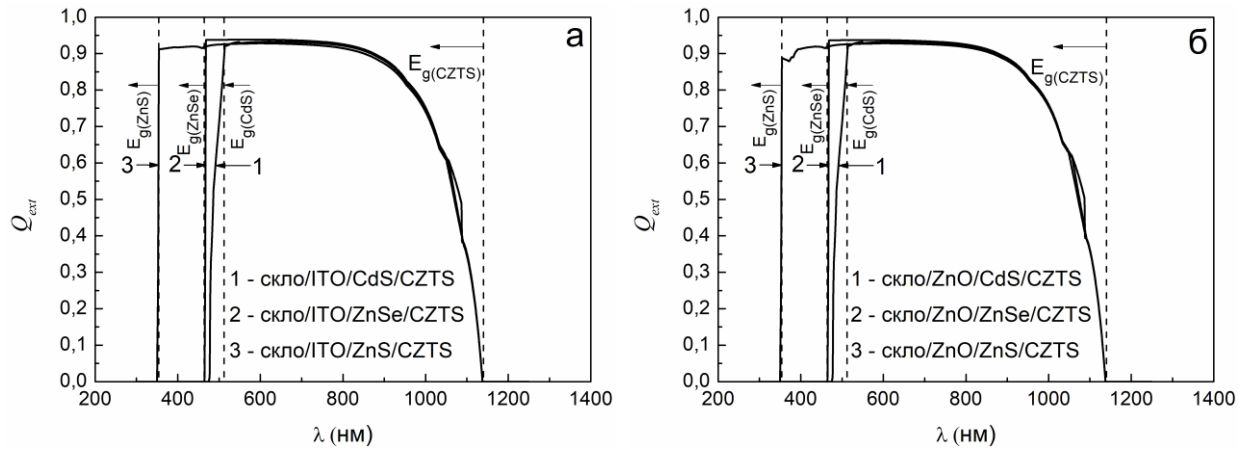 а
1,0
0,9
0,8
0,7
0,6
0,5
0,4
0,3
0,2
0,1
0,0
Q_ext
E_g(CZTS)
E_g(ZnS)
E_g(ZnSe)
E_g(CdS)
3
2
1
1 - скло/ITO/CdS/CZTS
2 - скло/ITO/ZnSe/CZTS
3 - скло/ITO/ZnS/CZTS
200 400 600 800 1000 1200 1400
λ (нм)
б
1,0
0,9
0,8
0,7
0,6
0,5
0,4
0,3
0,2
0,1
0,0
Q_ext
E_g(CZTS)
E_g(ZnS)
E_g(ZnSe)
E_g(CdS)
3
2
1
1 - скло/ZnO/CdS/CZTS
2 - скло/ZnO/ZnSe/CZTS
3 - скло/ZnO/ZnS/CZTS
200 400 600 800 1000 1200 1400
λ (нм)